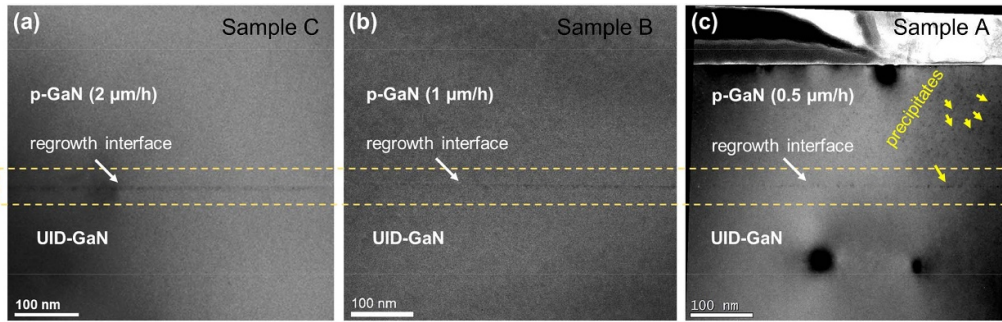 (a)
Sample C
p-GaN (2 µm/h)
regrowth interface
UID-GaN
100 nm
(b)
Sample B
p-GaN (1 µm/h)
regrowth interface
UID-GaN
100 nm
(c)
Sample A
p-GaN (0.5 µm/h)
precipitates
regrowth interface
UID-GaN
100 nm